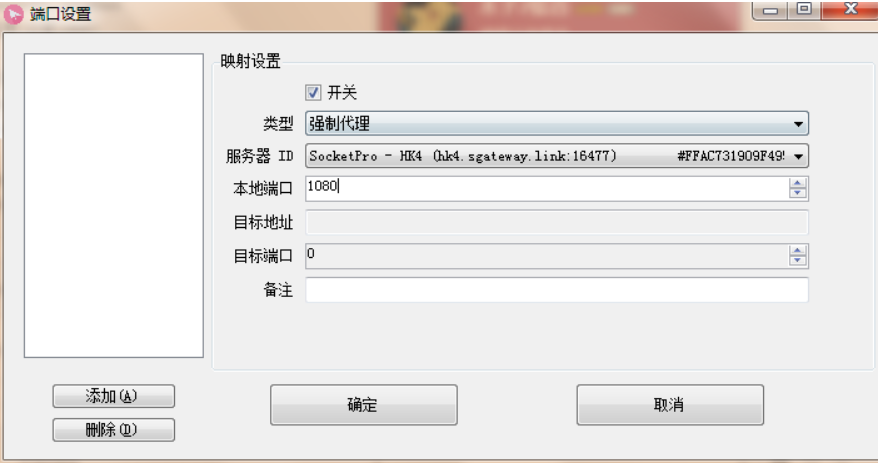 端口设置
映射设置
开关
类型 强制代理
服务器 ID SocketPro - HK4 (hk4.sgateway.link:16477) #FFAC731909F49
本地端口 1080
目标地址
目标端口 0
备注
添加(A)
删除(D)
确定
取消